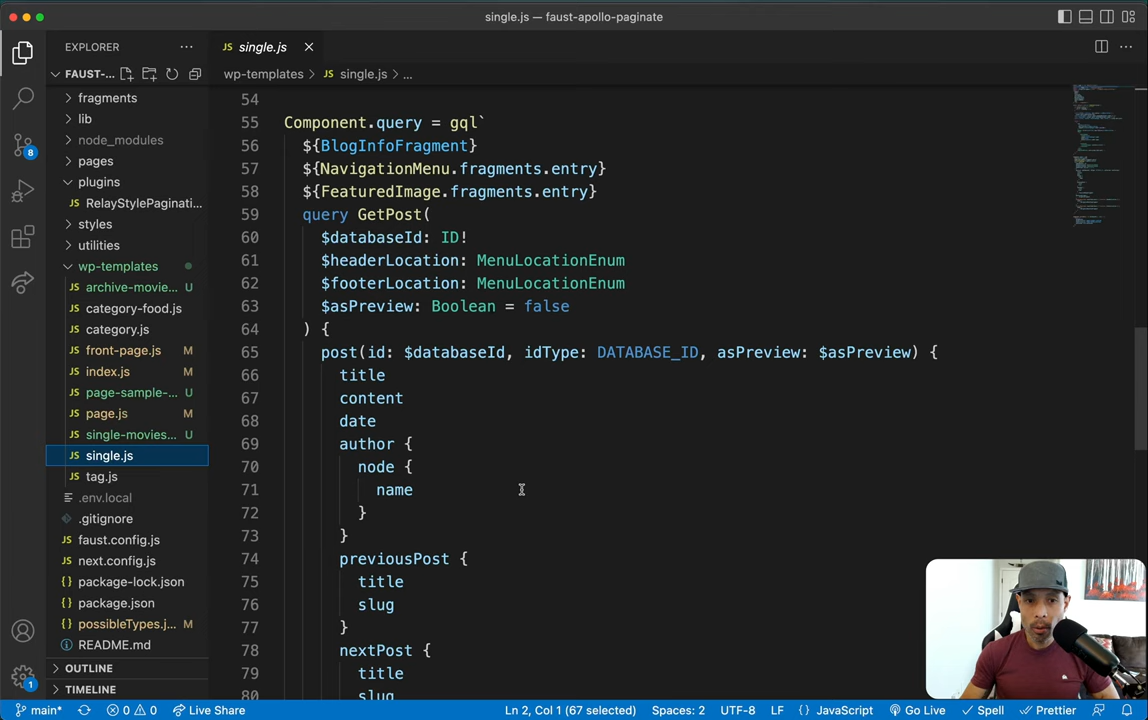 single.js — faust-apollo-paginate
EXPLORER
single.js
FAUST-...
wp-templates > JS single.js > ...
fragments
lib
node_modules
pages
plugins
RelayStylePaginati...
styles
utilities
wp-templates
JS archive-movie... U
JS category-food.js
JS category.js
JS front-page.js M
JS index.js M
JS page-sample-... U
JS page.js M
JS single-movies... U
JS single.js
JS tag.js
.env.local
.gitignore
JS faust.config.js
JS next.config.js
{} package-lock.json
{} package.json
{} possibleTypes.j... M
README.md
OUTLINE
TIMELINE
8
1
54
55 Component.query = gql`
56 ${BlogInfoFragment}
57 ${NavigationMenu.fragments.entry}
58 ${FeaturedImage.fragments.entry}
59 query GetPost(
60 $databaseId: ID!
61 $headerLocation: MenuLocationEnum
62 $footerLocation: MenuLocationEnum
63 $asPreview: Boolean = false
64 ) {
65 post(id: $databaseId, idType: DATABASE_ID, asPreview: $asPreview) {
66 title
67 content
68 date
69 author {
70 node {
71 name
72 }
73 }
74 previousPost {
75 title
76 slug
77 }
78 nextPost {
79 title
80 slug
main* 0 0 Live Share Ln 2, Col 1 (67 selected) Spaces: 2 UTF-8 LF {} JavaScript Go Live Spell Prettier